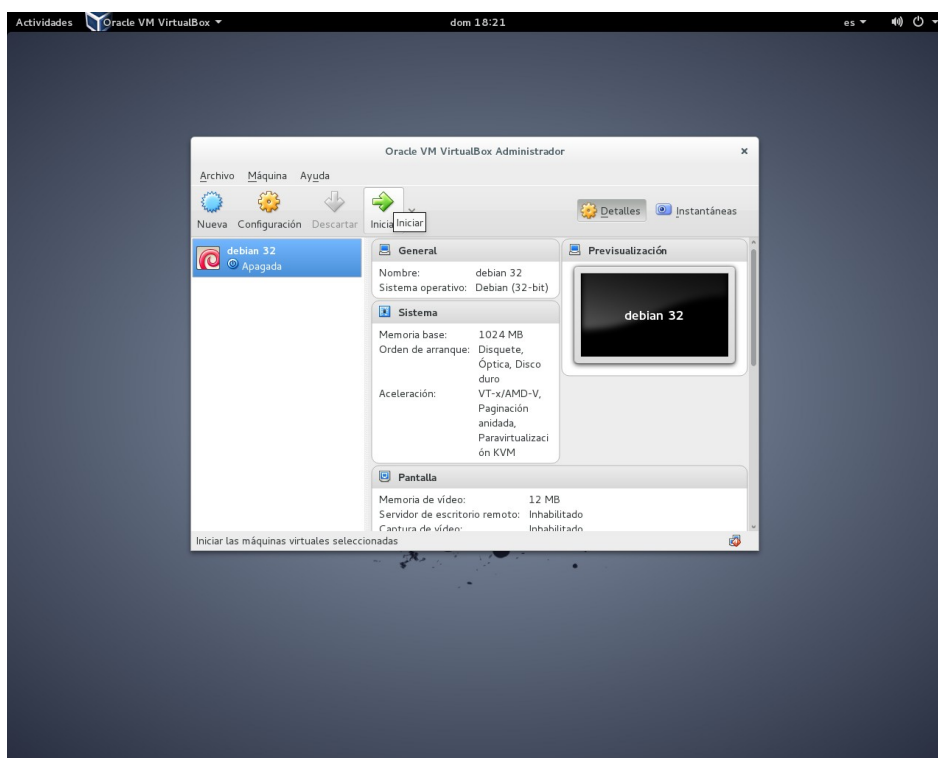 Actividades Oracle VM VirtualBox dom 18:21 es
Oracle VM VirtualBox Administrador
Archivo Máquina Ayuda
Nueva Configuración Descartar Inicia Iniciar Detalles Instantáneas
debian 32
Apagada
General
Nombre: debian 32
Sistema operativo: Debian (32-bit)
Sistema
Memoria base: 1024 MB
Orden de arranque: Disquete,
Óptica, Disco
duro
Aceleración: VT-x/AMD-V,
Paginación
anidada,
Paravirtualizaci
ón KVM
Previsualización
debian 32
Pantalla
Memoria de vídeo: 12 MB
Servidor de escritorio remoto: Inhabilitado
Captura de vídeo: Inhabilitado
Iniciar las máquinas virtuales seleccionadas